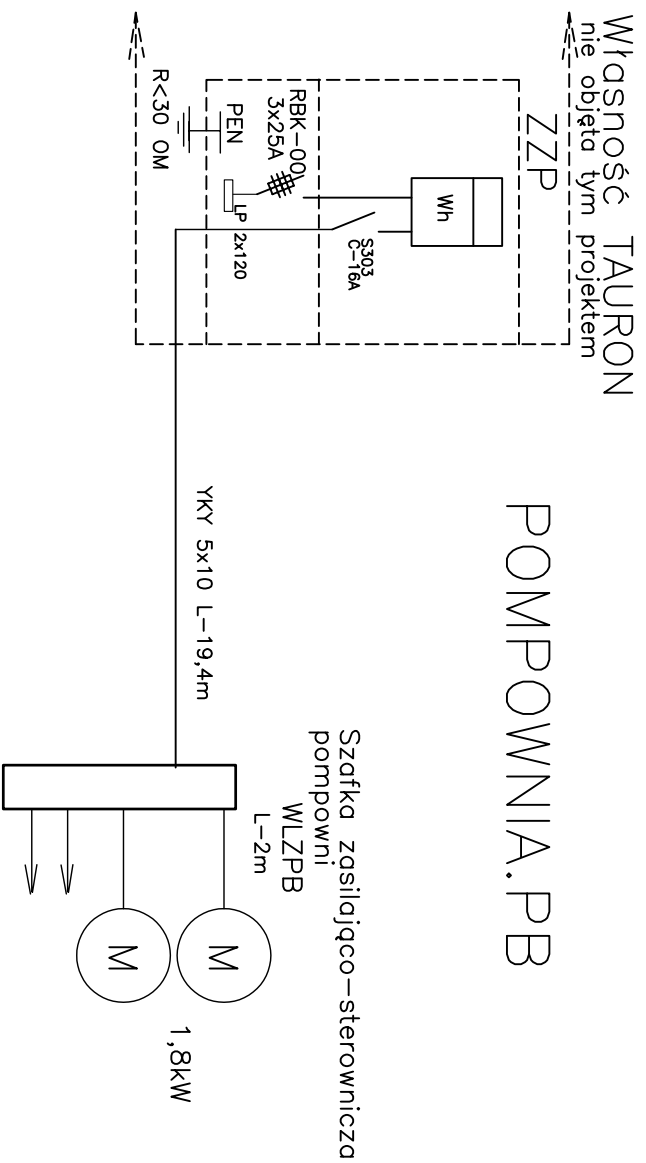 Własność TAURON
nie objęta tym projektem
ZZP
Wh
S303
C-16A
RBK-00
3x25A
LP 2x120
PEN
R<30 OM
POMPOWNIA.PB
YKY 5x10 L-19,4m
Szafka zasilająco-sterownicza
pompowni
WLZPB
L-2m
M
M
1,8kW